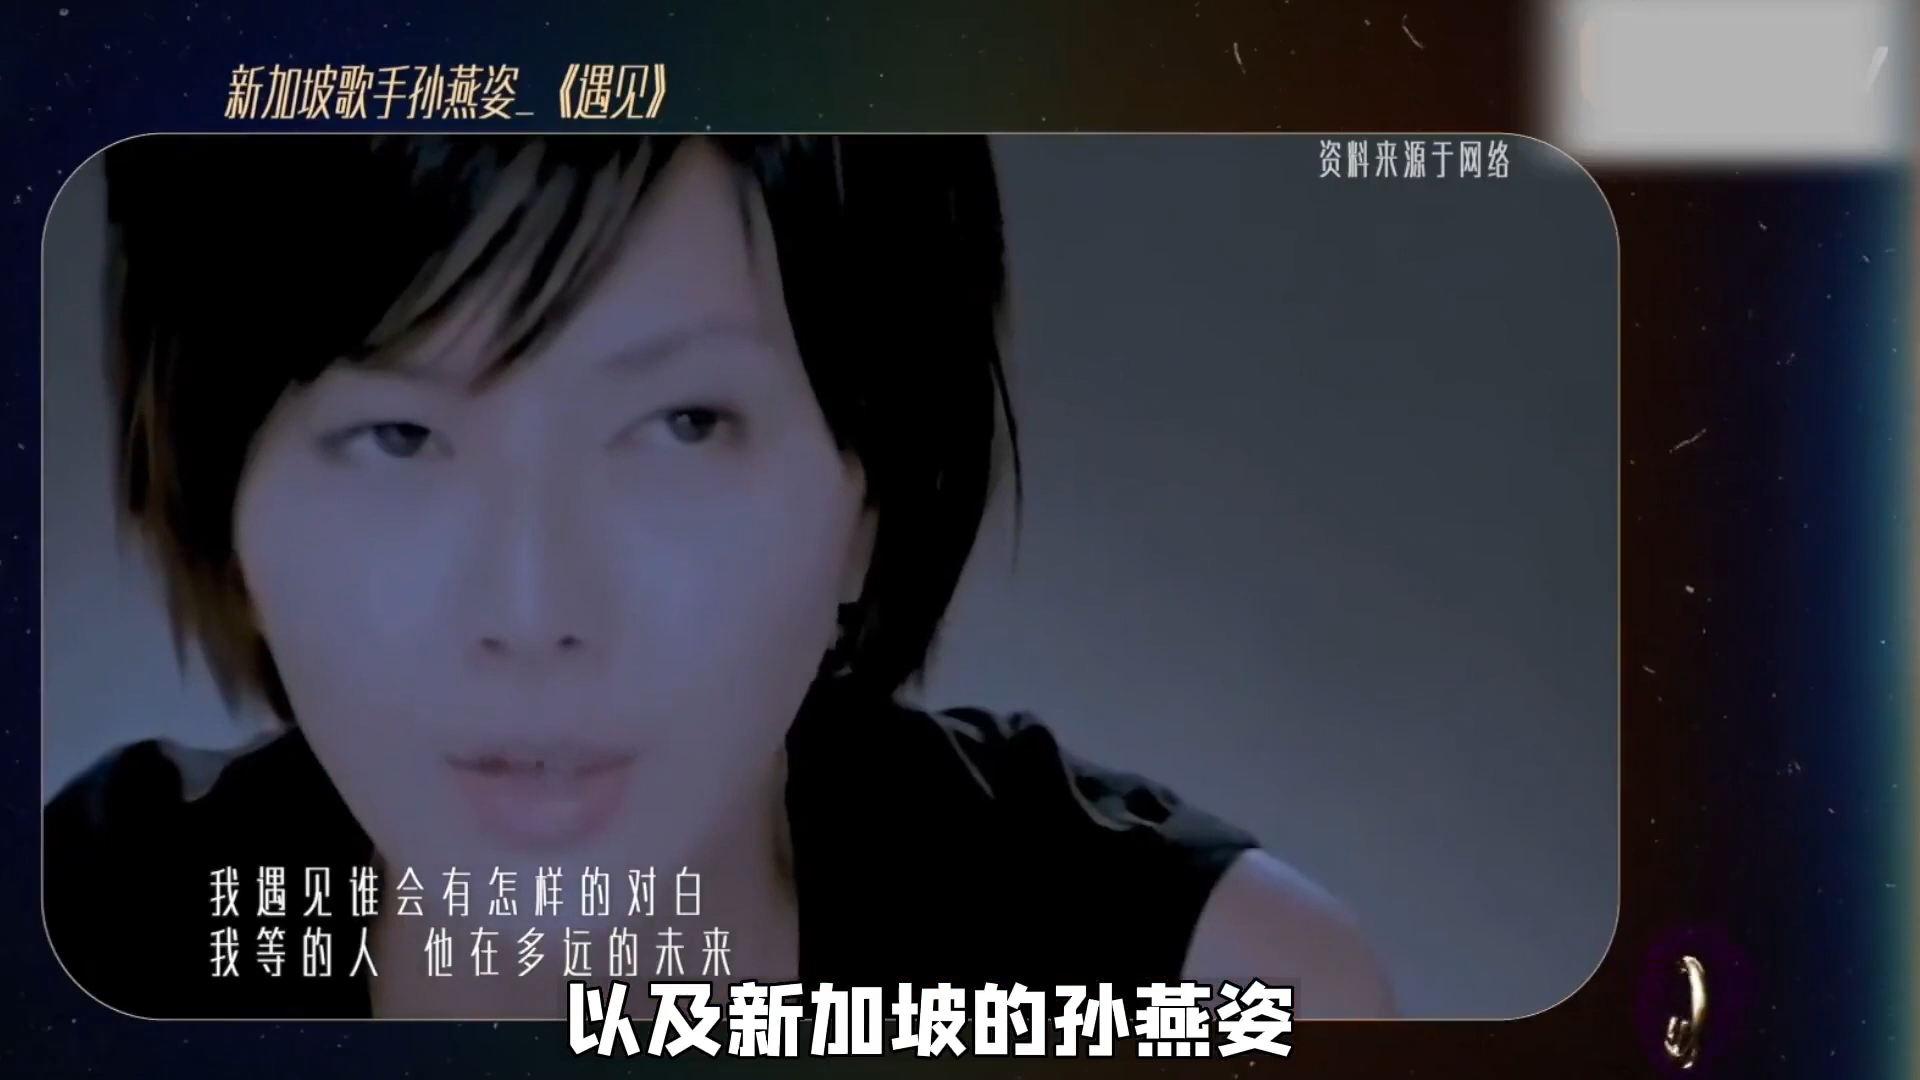 新加坡歌手孙燕姿_《遇见》
资料来源于网络
我遇见谁会有怎样的对白
我等的人 他在多远的未来
以及新加坡的孙燕姿